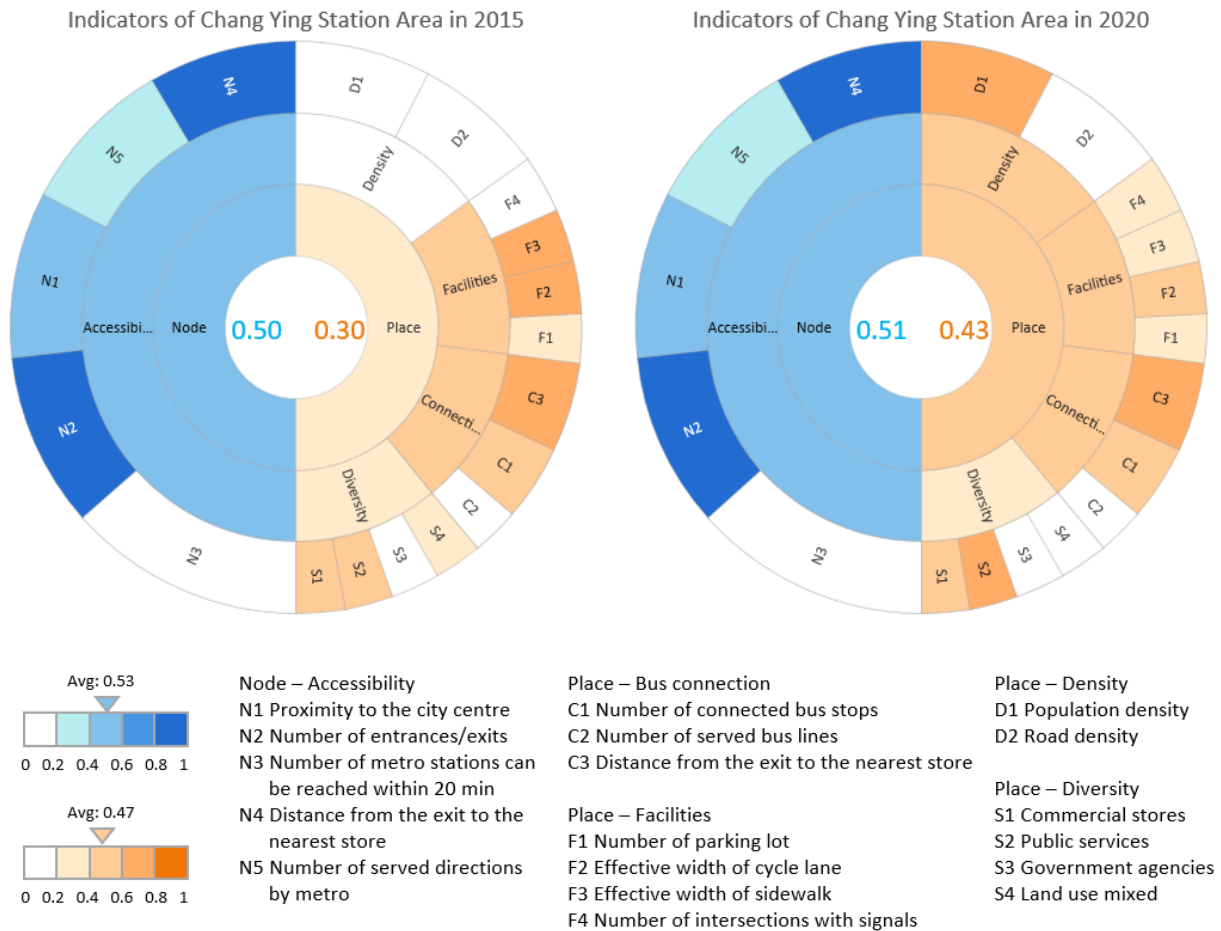 Indicators of Chang Ying Station Area in 2015
N4
D1
D2
N5
Density
F4
F3
N1
Facilities
F2
Accessibi...
Node
0.50
0.30
Place
F1
N2
Connecti...
C3
C1
Diversity
C2
N3
S4
S3
S2
S1
Indicators of Chang Ying Station Area in 2020
N4
D1
D2
N5
Density
F4
F3
N1
Facilities
F2
Accessibi...
Node
0.51
0.43
Place
F1
N2
Connecti...
C3
C1
Diversity
C2
N3
S4
S3
S2
S1
Avg: 0.53
0 0.2 0.4 0.6 0.8 1
Avg: 0.47
0 0.2 0.4 0.6 0.8 1
Node – Accessibility
N1 Proximity to the city centre
N2 Number of entrances/exits
N3 Number of metro stations can
be reached within 20 min
N4 Distance from the exit to the
nearest store
N5 Number of served directions
by metro
Place – Bus connection
C1 Number of connected bus stops
C2 Number of served bus lines
C3 Distance from the exit to the nearest store
Place – Facilities
F1 Number of parking lot
F2 Effective width of cycle lane
F3 Effective width of sidewalk
F4 Number of intersections with signals
Place – Density
D1 Population density
D2 Road density
Place – Diversity
S1 Commercial stores
S2 Public services
S3 Government agencies
S4 Land use mixed